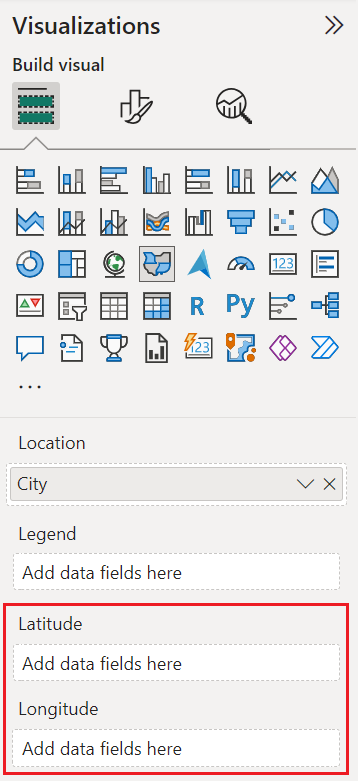 Visualizations
Build visual
123
R
Py
123
...
Location
City
Legend
Add data fields here
Latitude
Add data fields here
Longitude
Add data fields here